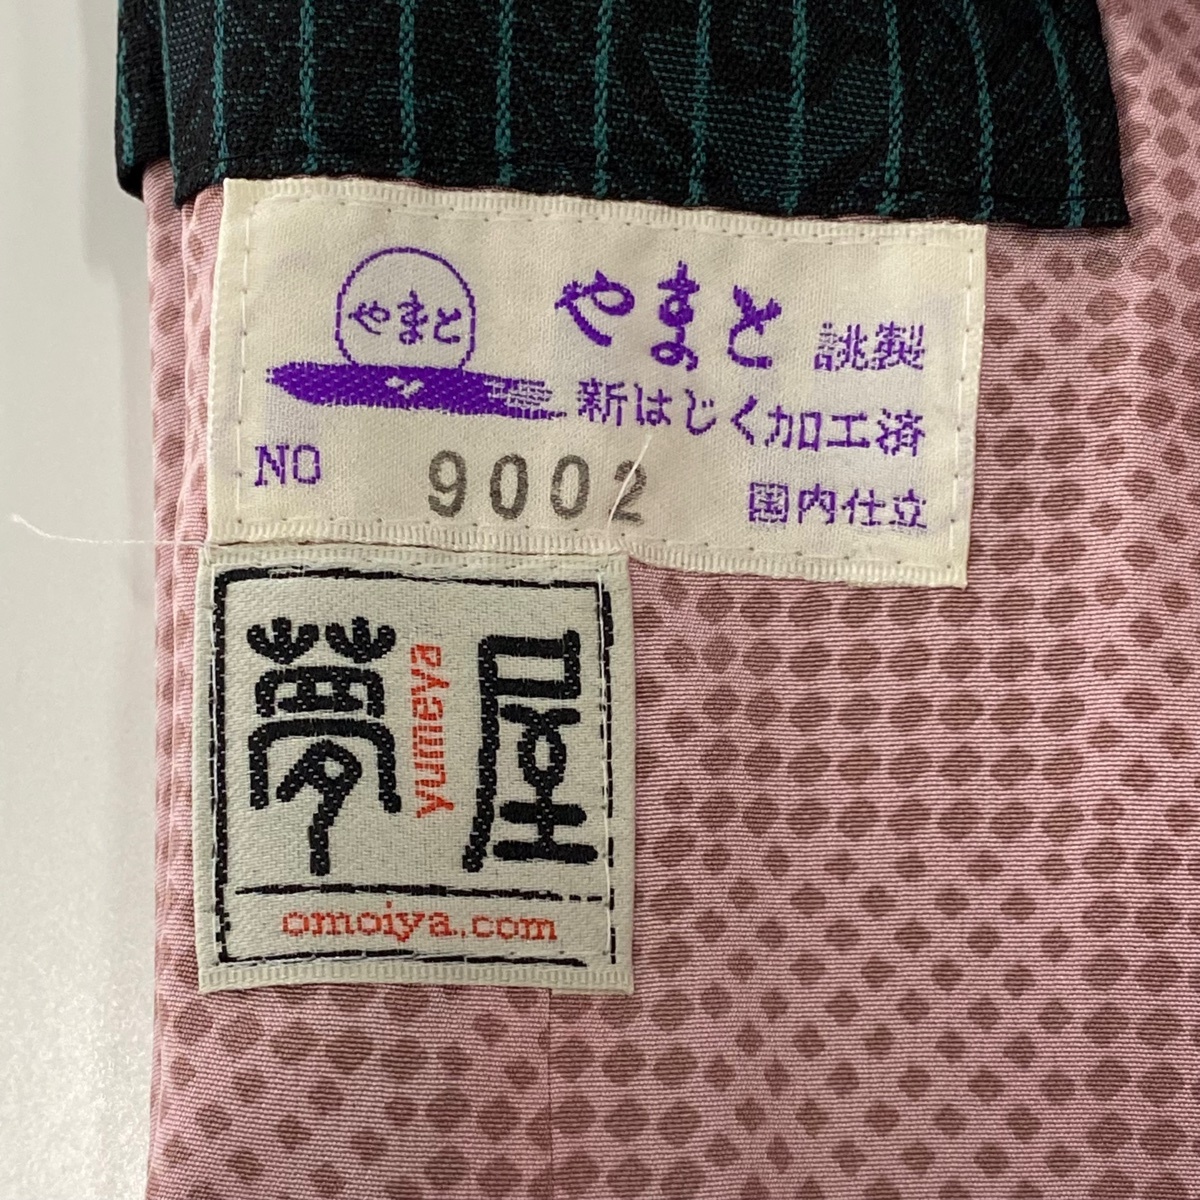 やまと
やまと 誂製
新はじく加工済
NO 9002 国内仕立
夢 yumeya 屋
omoiya.com